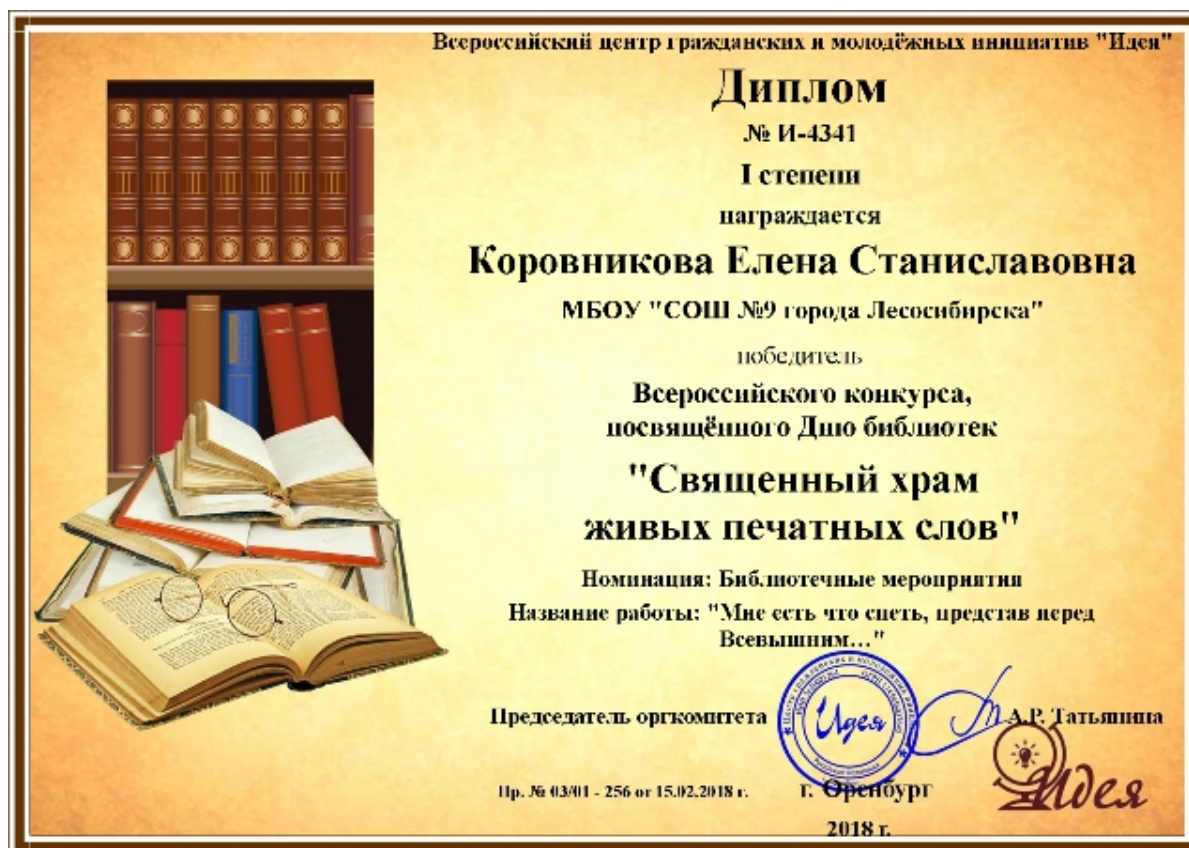 Всероссийский центр гражданских и молодёжных инициатив "Идея"
Диплом
№ И-4341
I степени
награждается
Коровникова Елена Станиславовна
МБОУ "СОШ №9 города Лесосибирска"
победитель
Всероссийского конкурса,
посвящённого Дню библиотек
"Священный храм
живых печатных слов"
Номинация: Библиотечные мероприятия
Название работы: "Мне есть что спеть, представ перед
Всевышним..."
Председатель оргкомитета
Идея
А.Р. Татьянина
Пр. № 03/01 - 256 от 15.02.2018 г.
г. Оренбург
Идея
2018 г.